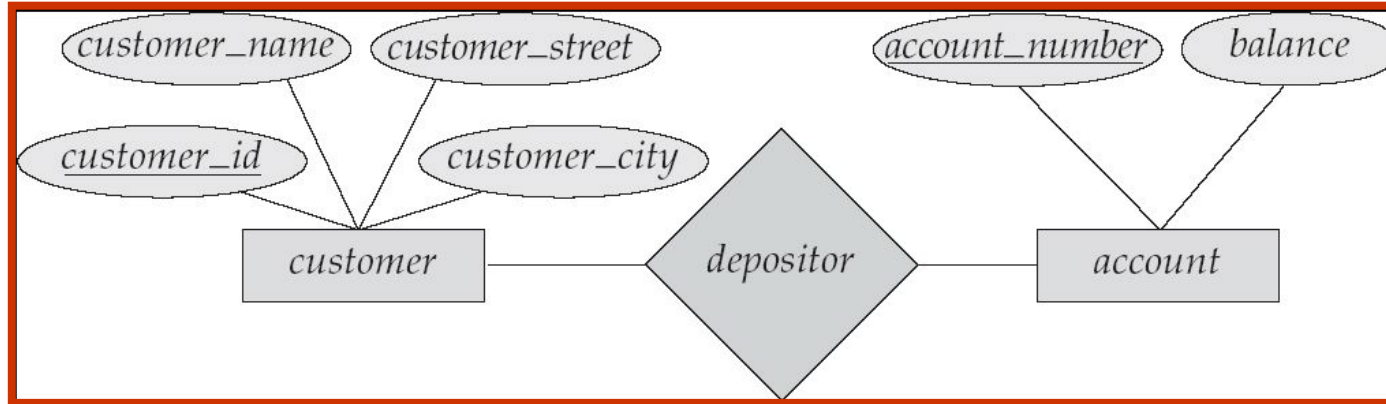 customer_name
customer_street
account_number
balance
customer_id
customer_city
customer
depositor
account